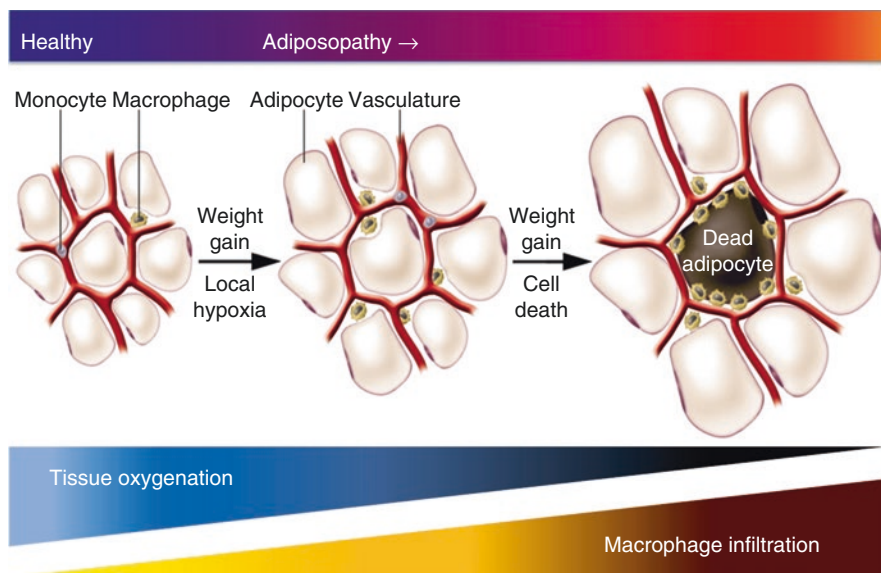 Healthy
Adiposopathy →
Monocyte Macrophage
Adipocyte Vasculature
Weight
gain
Local
hypoxia
Weight
gain
Cell
death
Dead
adipocyte
Tissue oxygenation
Macrophage infiltration